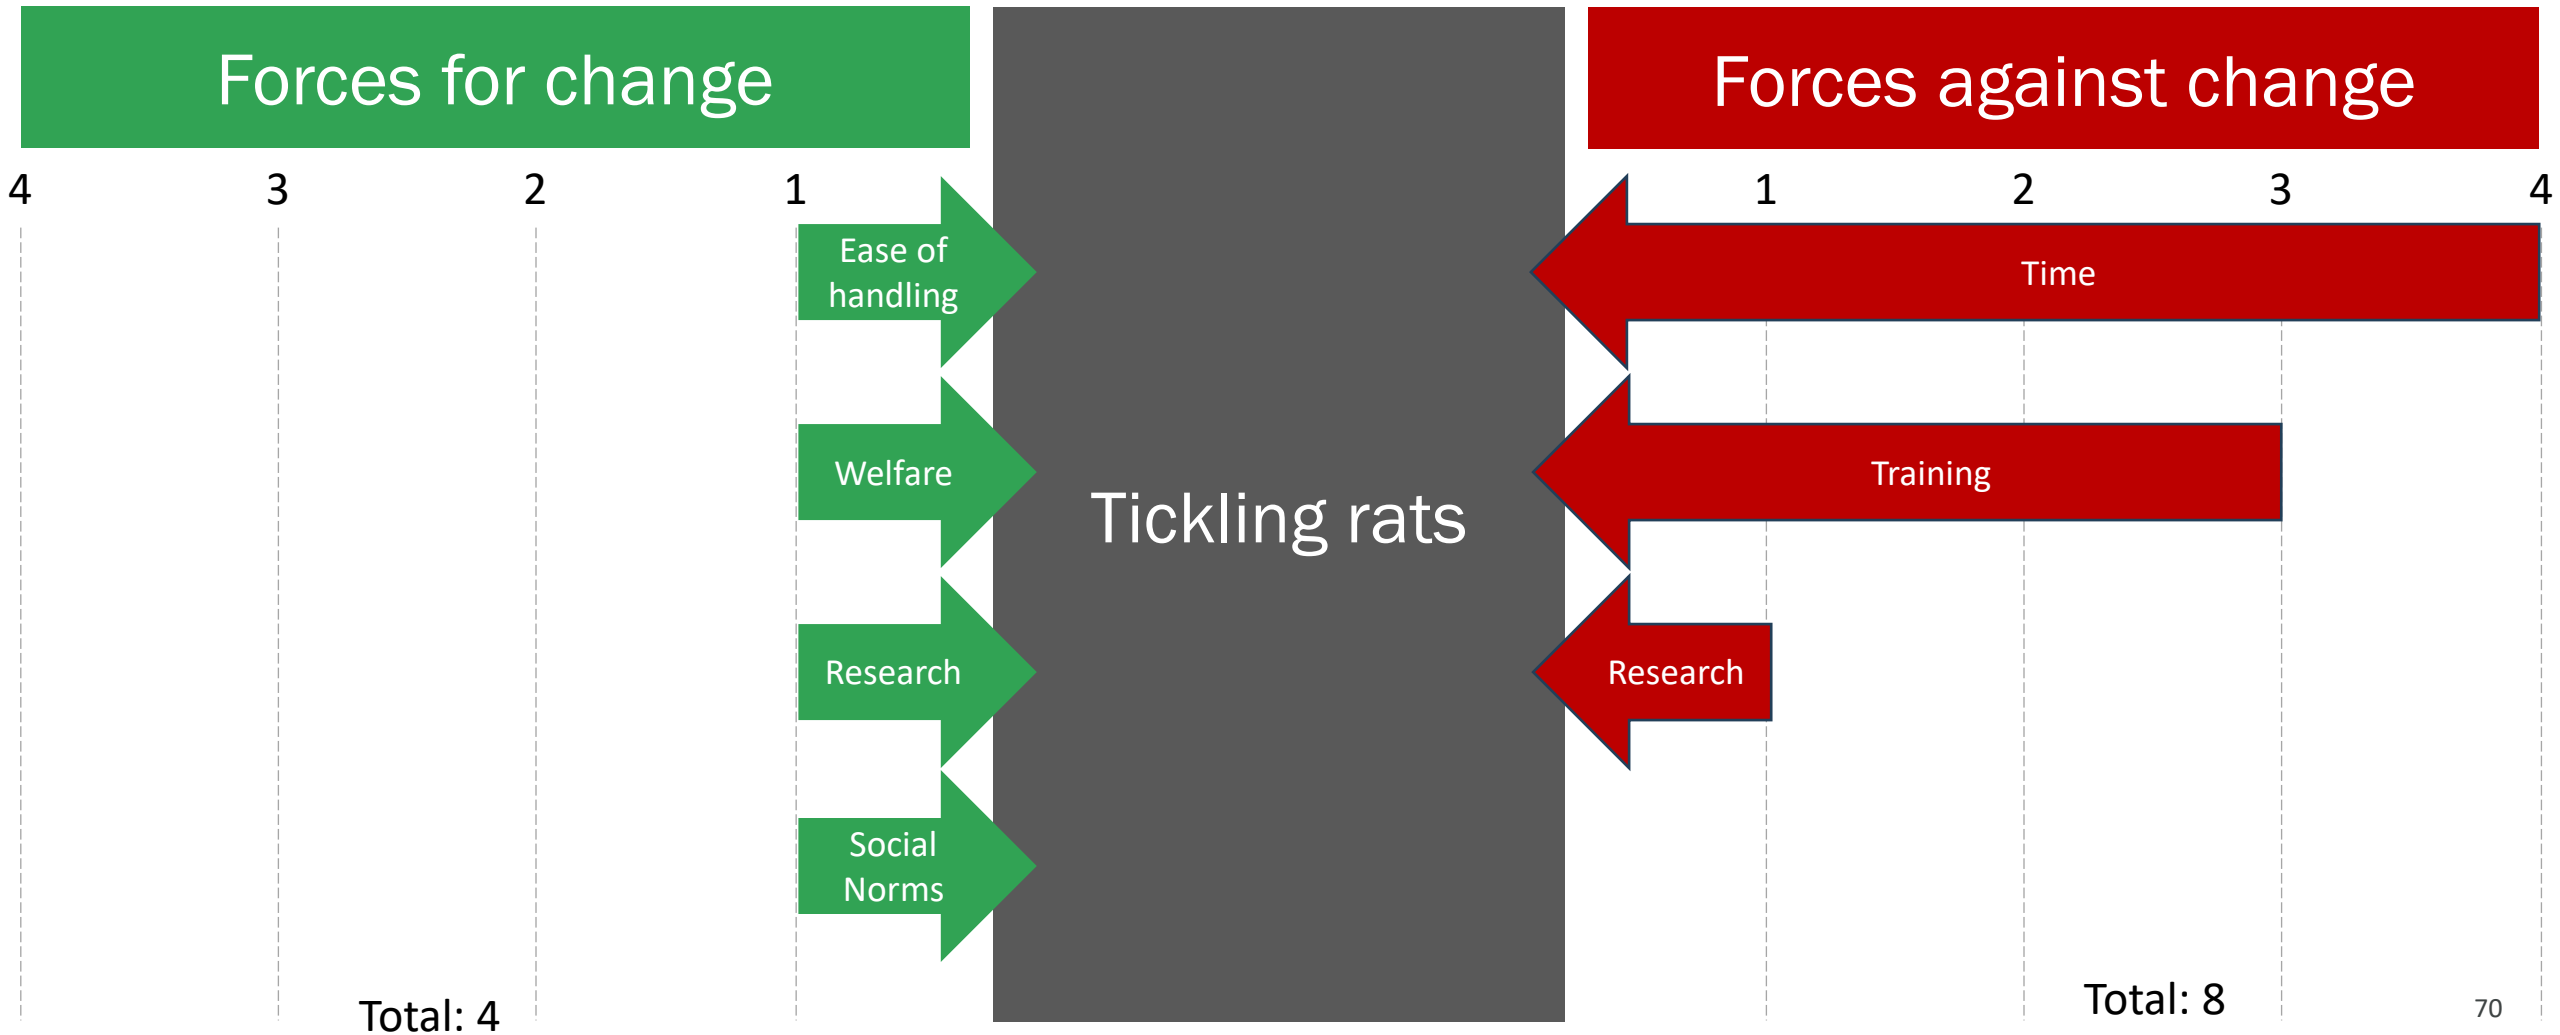 Forces for change
Forces against change
4 3 2 1
1 2 3 4
Ease of
handling
Time
Welfare
Training
Tickling rats
Research
Research
Social
Norms
Total: 4
Total: 8
70